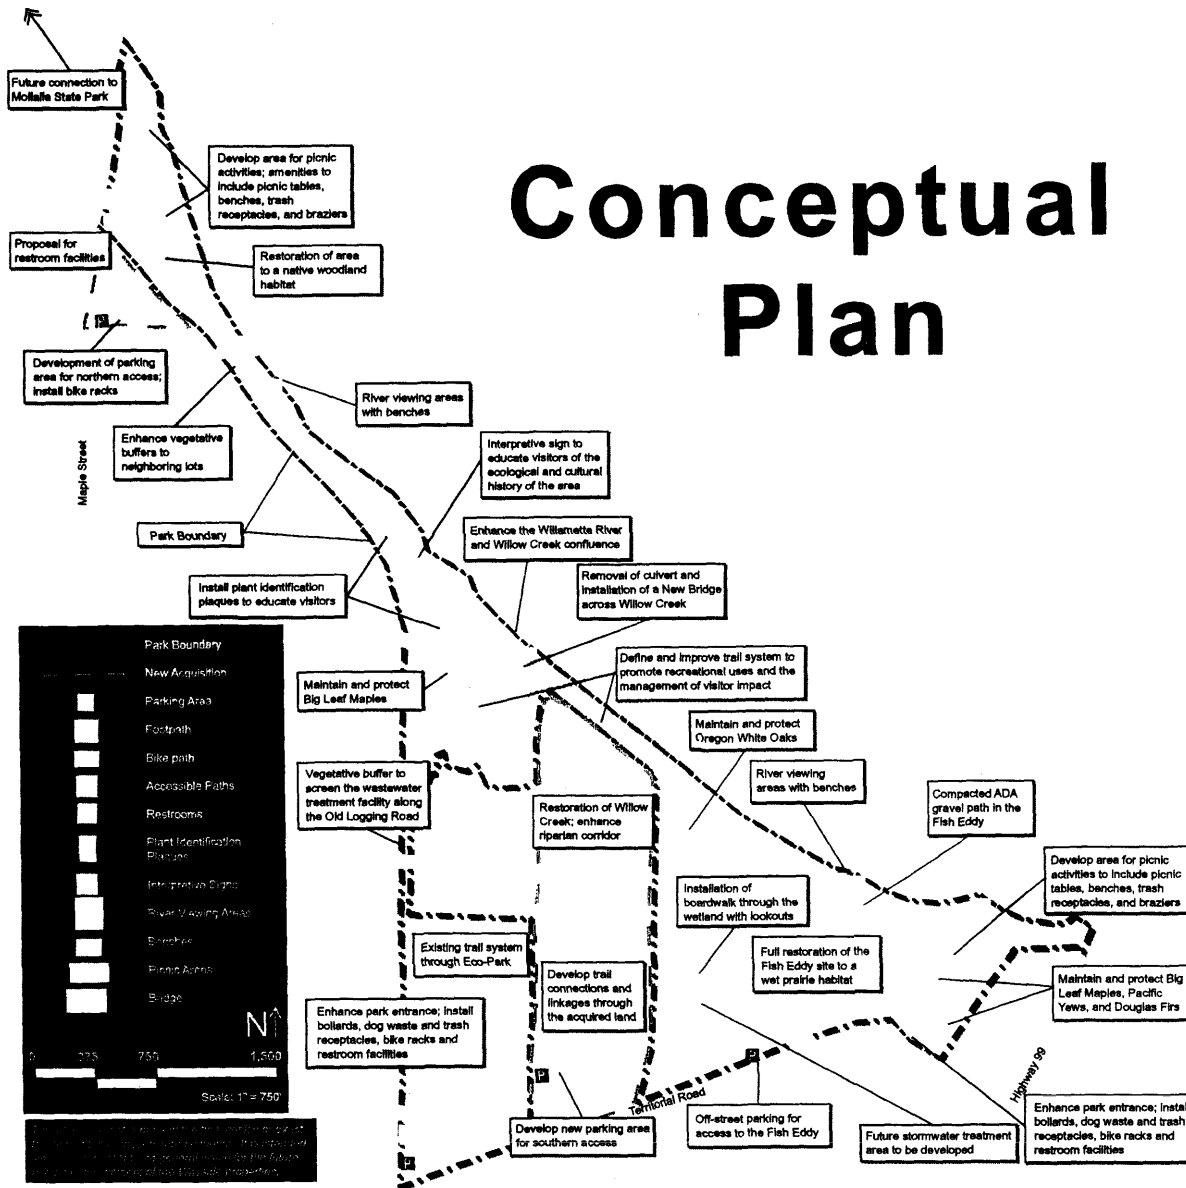 Conceptual
Plan
Future connection to
Mollalla State Park
Develop area for picnic
activities; amenities to
include picnic tables,
benches, trash
receptacles, and braziers
Proposal for
restroom facilities
Restoration of area
to a native woodland
habitat
P
Development of parking
area for northern access;
install bike racks
River viewing areas
with benches
Enhance vegetative
buffers to
neighboring lots
Maple Street
Interpretive sign to
educate visitors of the
ecological and cultural
history of the area
Park Boundary
Enhance the Willamette River
and Willow Creek confluence
Install plant identification
plaques to educate visitors
Removal of culvert and
installation of a New Bridge
across Willow Creek
Define and improve trail system to
promote recreational uses and the
management of visitor impact
Maintain and protect
Big Leaf Maples
Maintain and protect
Oregon White Oaks
Vegetative buffer to
screen the wastewater
treatment facility along
the Old Logging Road
River viewing
areas with benches
Restoration of Willow
Creek; enhance
riparian corridor
Compacted ADA
gravel path in the
Fish Eddy
Develop area for picnic
activities to include picnic
tables, benches, trash
receptacles, and braziers
Installation of
boardwalk through the
wetland with lookouts
Existing trail system
through Eco-Park
Full restoration of the
Fish Eddy site to a
wet prairie habitat
Develop trail
connections and
linkages through
the acquired land
Maintain and protect Big
Leaf Maples, Pacific
Yews, and Douglas Firs
Enhance park entrance; install
bollards, dog waste and trash
receptacles, bike racks and
restroom facilities
P
P
P
Highway 99
Territorial Road
Develop new parking area
for southern access
Off-street parking for
access to the Fish Eddy
Future stormwater treatment
area to be developed
Enhance park entrance; instal
bollards, dog waste and trash
receptacles, bike racks and
restroom facilities
Park Boundary
New Acquisition
Parking Area
Footpath
Bike path
Accessible Paths
Restrooms
Plant Identification
Plaques
Interpretive Signs
River Viewing Areas
Benches
Picnic Areas
Bridge
N
0 375 750 1,500
Scale: 1" = 750'